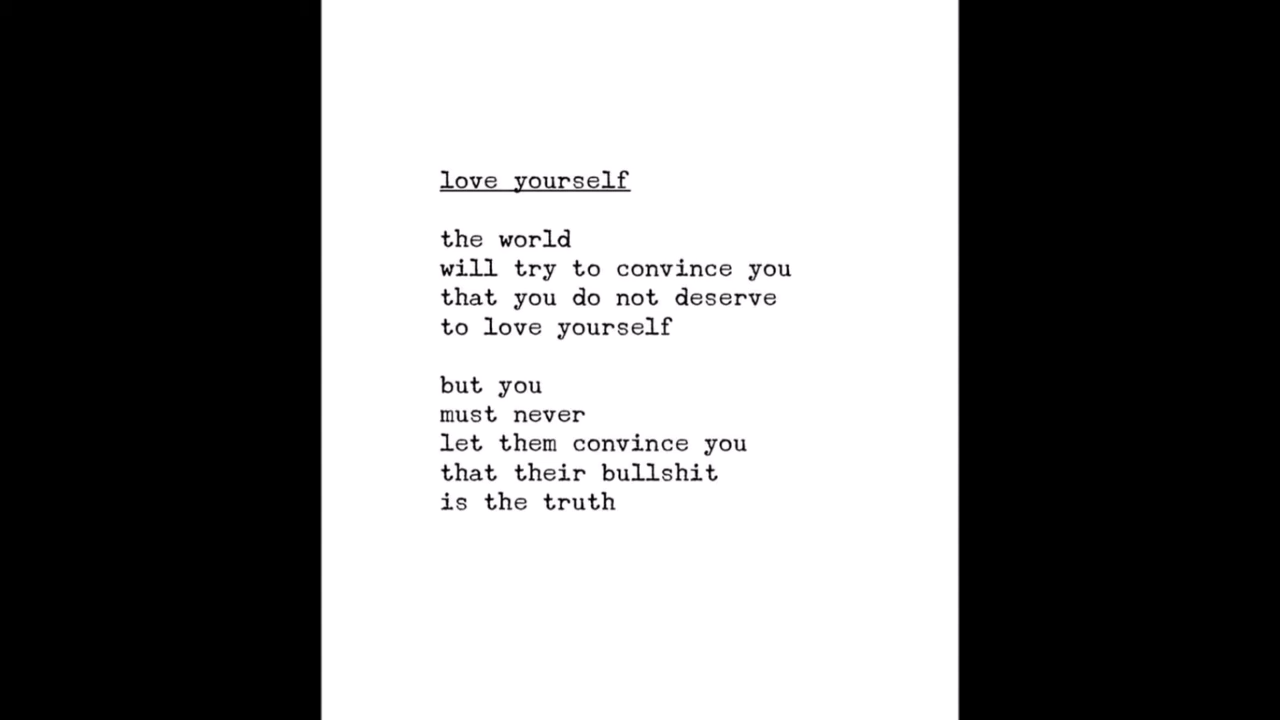 love yourself
the world
will try to convince you
that you do not deserve
to love yourself
but you
must never
let them convince you
that their bullshit
is the truth